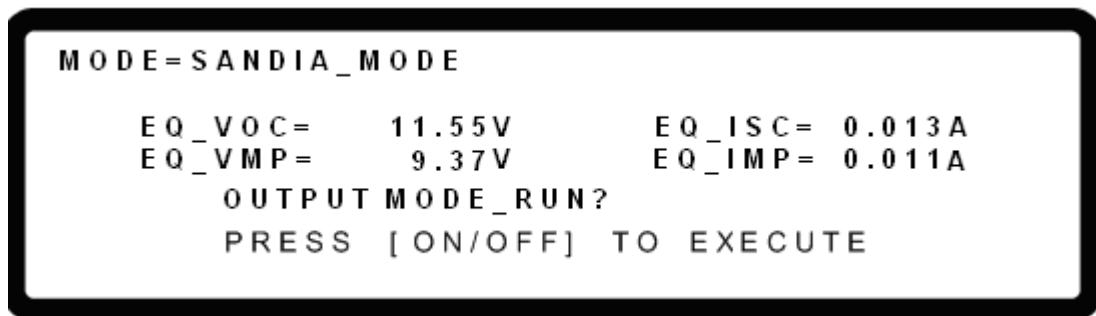 MODE=SANDIA_MODE
EQ_VOC= 11.55V EQ_ISC= 0.013A
EQ_VMP= 9.37V EQ_IMP= 0.011A
OUTPUT MODE_RUN?
PRESS [ON/OFF] TO EXECUTE